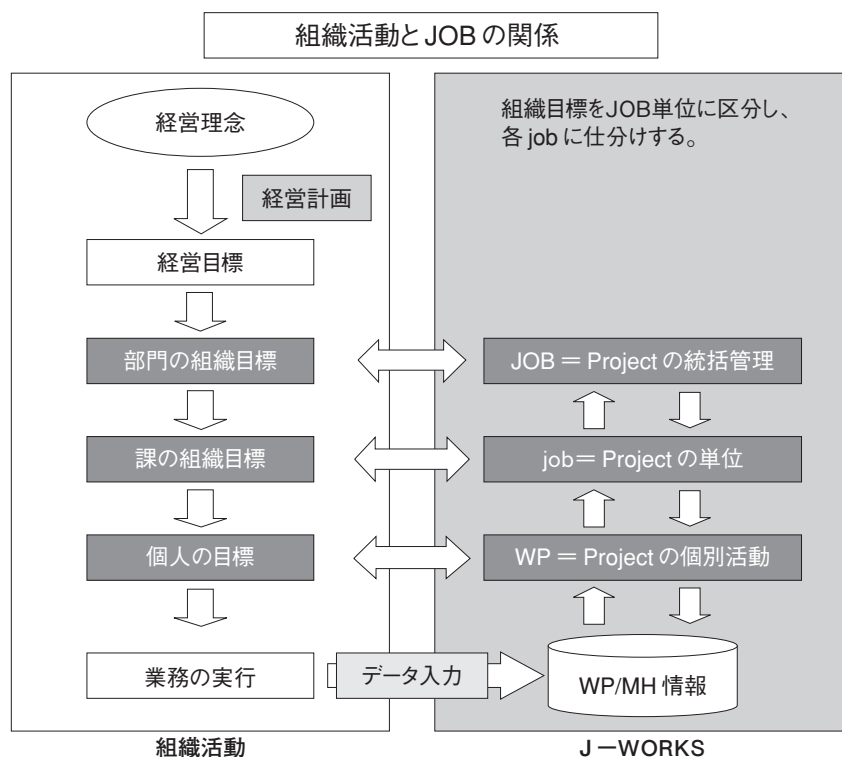 組織活動とJOBの関係
経営理念
経営計画
経営目標
部門の組織目標
課の組織目標
個人の目標
業務の実行
データ入力
組織活動
組織目標をJOB単位に区分し、
各jobに仕分けする。
JOB＝Projectの統括管理
job＝Projectの単位
WP＝Projectの個別活動
WP/MH情報
J－WORKS